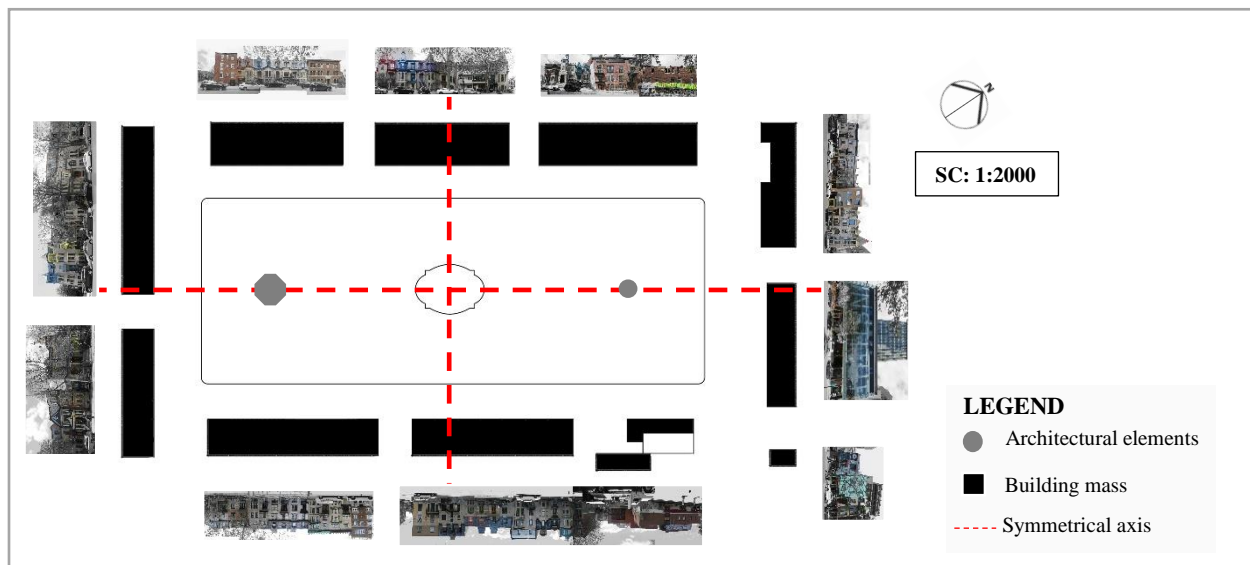 N
SC: 1:2000
LEGEND
Architectural elements
Building mass
Symmetrical axis